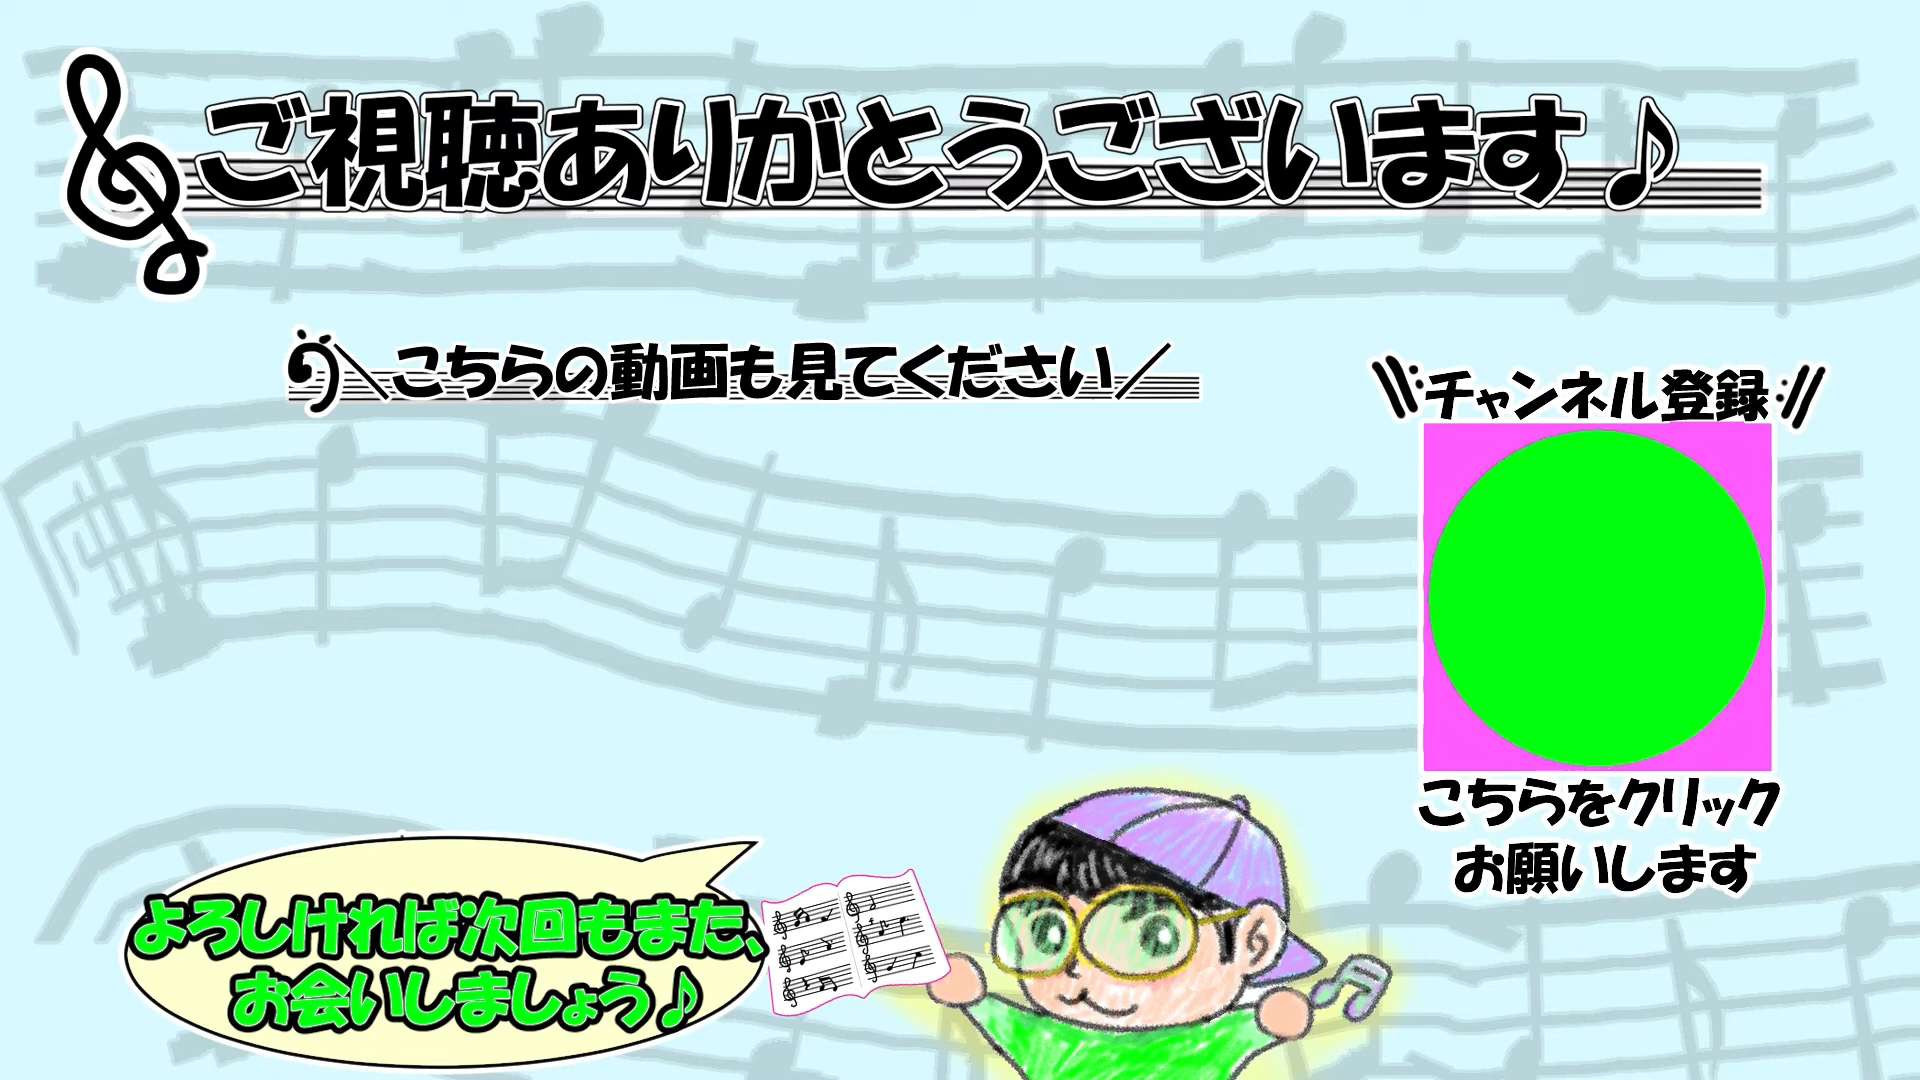 ご視聴ありがとうございます♪
＼こちらの動画も見てください／
チャンネル登録
こちらをクリック
お願いします
よろしければ次回もまた、
お会いしましょう♪